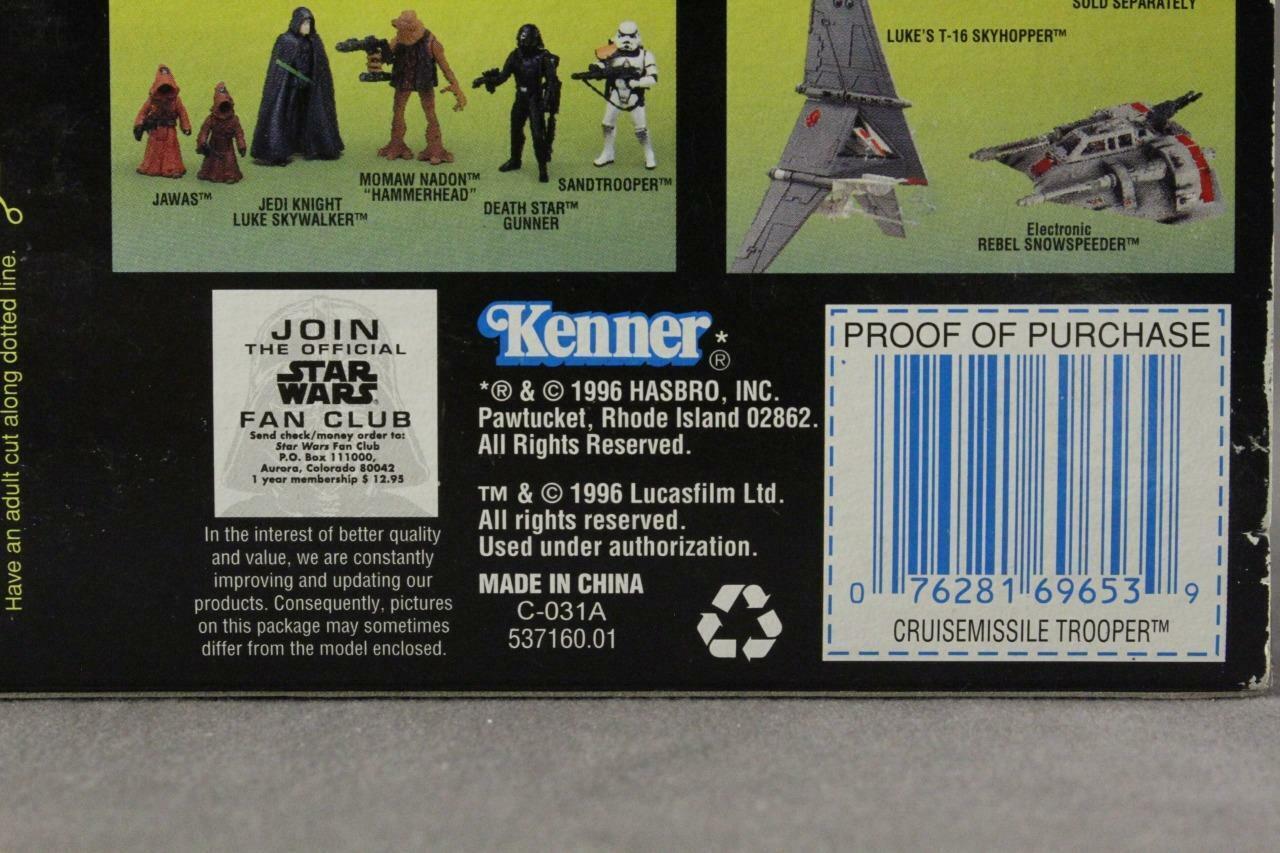 SOLD SEPARATELY
LUKE'S T-16 SKYHOPPER™
JAWAS™
JEDI KNIGHT
LUKE SKYWALKER™
MOMAW NADON™
"HAMMERHEAD"
DEATH STAR™
GUNNER
SANDTROOPER™
Electronic
REBEL SNOWSPEEDER™
Have an adult cut along dotted line.
JOIN
THE OFFICIAL
STAR
WARS®
FAN CLUB
Send check/money order to:
Star Wars Fan Club
P.O. Box 111000,
Aurora, Colorado 80042
1 year membership $ 12.95
In the interest of better quality
and value, we are constantly
improving and updating our
products. Consequently, pictures
on this package may sometimes
differ from the model enclosed.
Kenner*®
*® & © 1996 HASBRO, INC.
Pawtucket, Rhode Island 02862.
All Rights Reserved.
TM & © 1996 Lucasfilm Ltd.
All rights reserved.
Used under authorization.
MADE IN CHINA
C-031A
537160.01
PROOF OF PURCHASE
0 76281 69653 9
CRUISEMISSILE TROOPER™